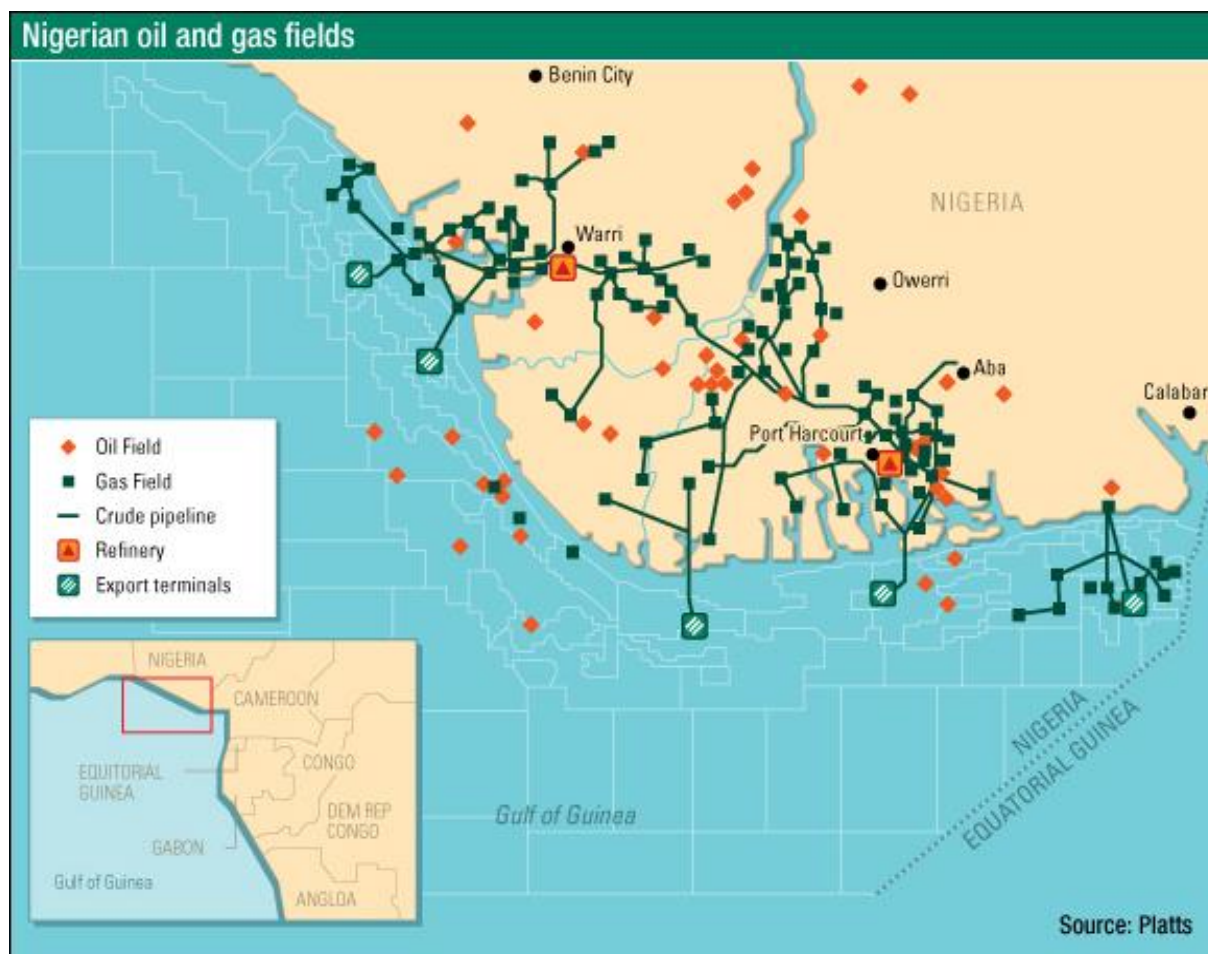 Nigerian oil and gas fields
Benin City
NIGERIA
Warri
Owerri
Aba
Calabar
Port Harcourt
Oil Field
Gas Field
Crude pipeline
Refinery
Export terminals
NIGERIA
CAMEROON
EQUITORIAL
GUINEA
CONGO
DEM REP
CONGO
GABON
Gulf of Guinea
ANGLOA
Gulf of Guinea
NIGERIA
EQUATORIAL GUINEA
Source: Platts